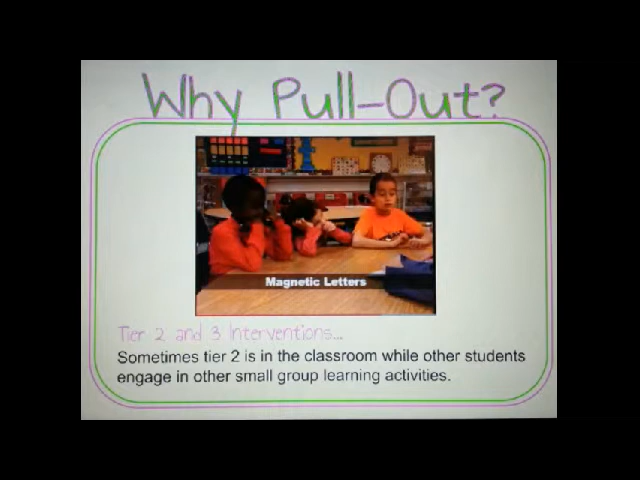 Why Pull-Out?
Magnetic Letters
Tier 2 and 3 Interventions...
Sometimes tier 2 is in the classroom while other students
engage in other small group learning activities.